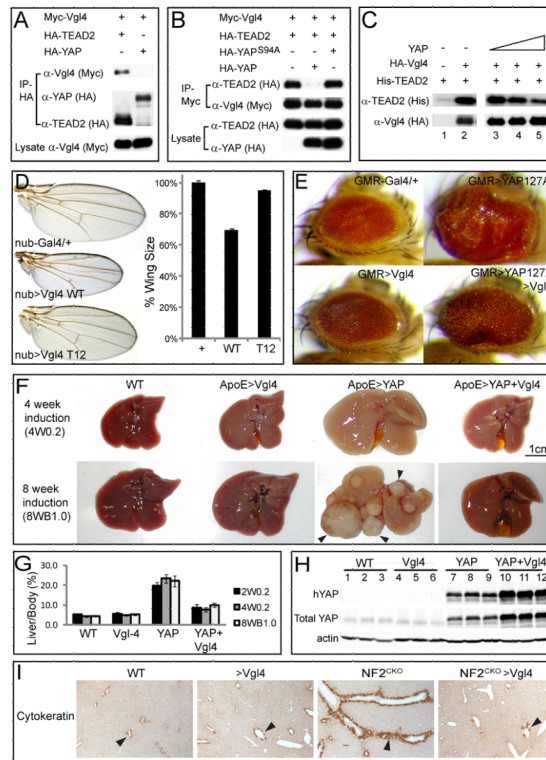 A
Myc-Vgl4 + +
HA-TEAD2 + -
HA-YAP - +
IP-HA
α-Vgl4 (Myc)
α-YAP (HA)
α-TEAD2 (HA)
Lysate α-Vgl4 (Myc)
B
Myc-Vgl4 + + +
HA-TEAD2 + + +
HA-YAP S94A - - +
HA-YAP - + -
IP-Myc
α-TEAD2 (HA)
α-Vgl4 (Myc)
Lysate
α-TEAD2 (HA)
α-YAP (HA)
C
YAP - -
HA-Vgl4 - + + + +
His-TEAD2 + + + + +
α-TEAD2 (His)
α-Vgl4 (HA)
1 2 3 4 5
D
nub-Gal4/+
nub>Vgl4 WT
nub>Vgl4 T12
% Wing Size
100%
80%
60%
40%
20%
0%
+ WT T12
E
GMR-Gal4/+
GMR>YAP127A
GMR>Vgl4
GMR>YAP127A
>Vgl
F
WT ApoE>Vgl4 ApoE>YAP ApoE>YAP+Vgl4
4 week
induction
(4W0.2)
1cm
8 week
induction
(8WB1.0)
G
Liver/Body (%)
30.0
20.0
10.0
0.0
2W0.2
4W0.2
8WB1.0
WT Vgl-4 YAP YAP+
Vgl4
H
WT Vgl4 YAP YAP+Vgl4
1 2 3 4 5 6 7 8 9 10 11 12
hYAP
Total YAP
actin
I
WT >Vgl4 NF2CKO NF2CKO>Vgl4
Cytokeratin